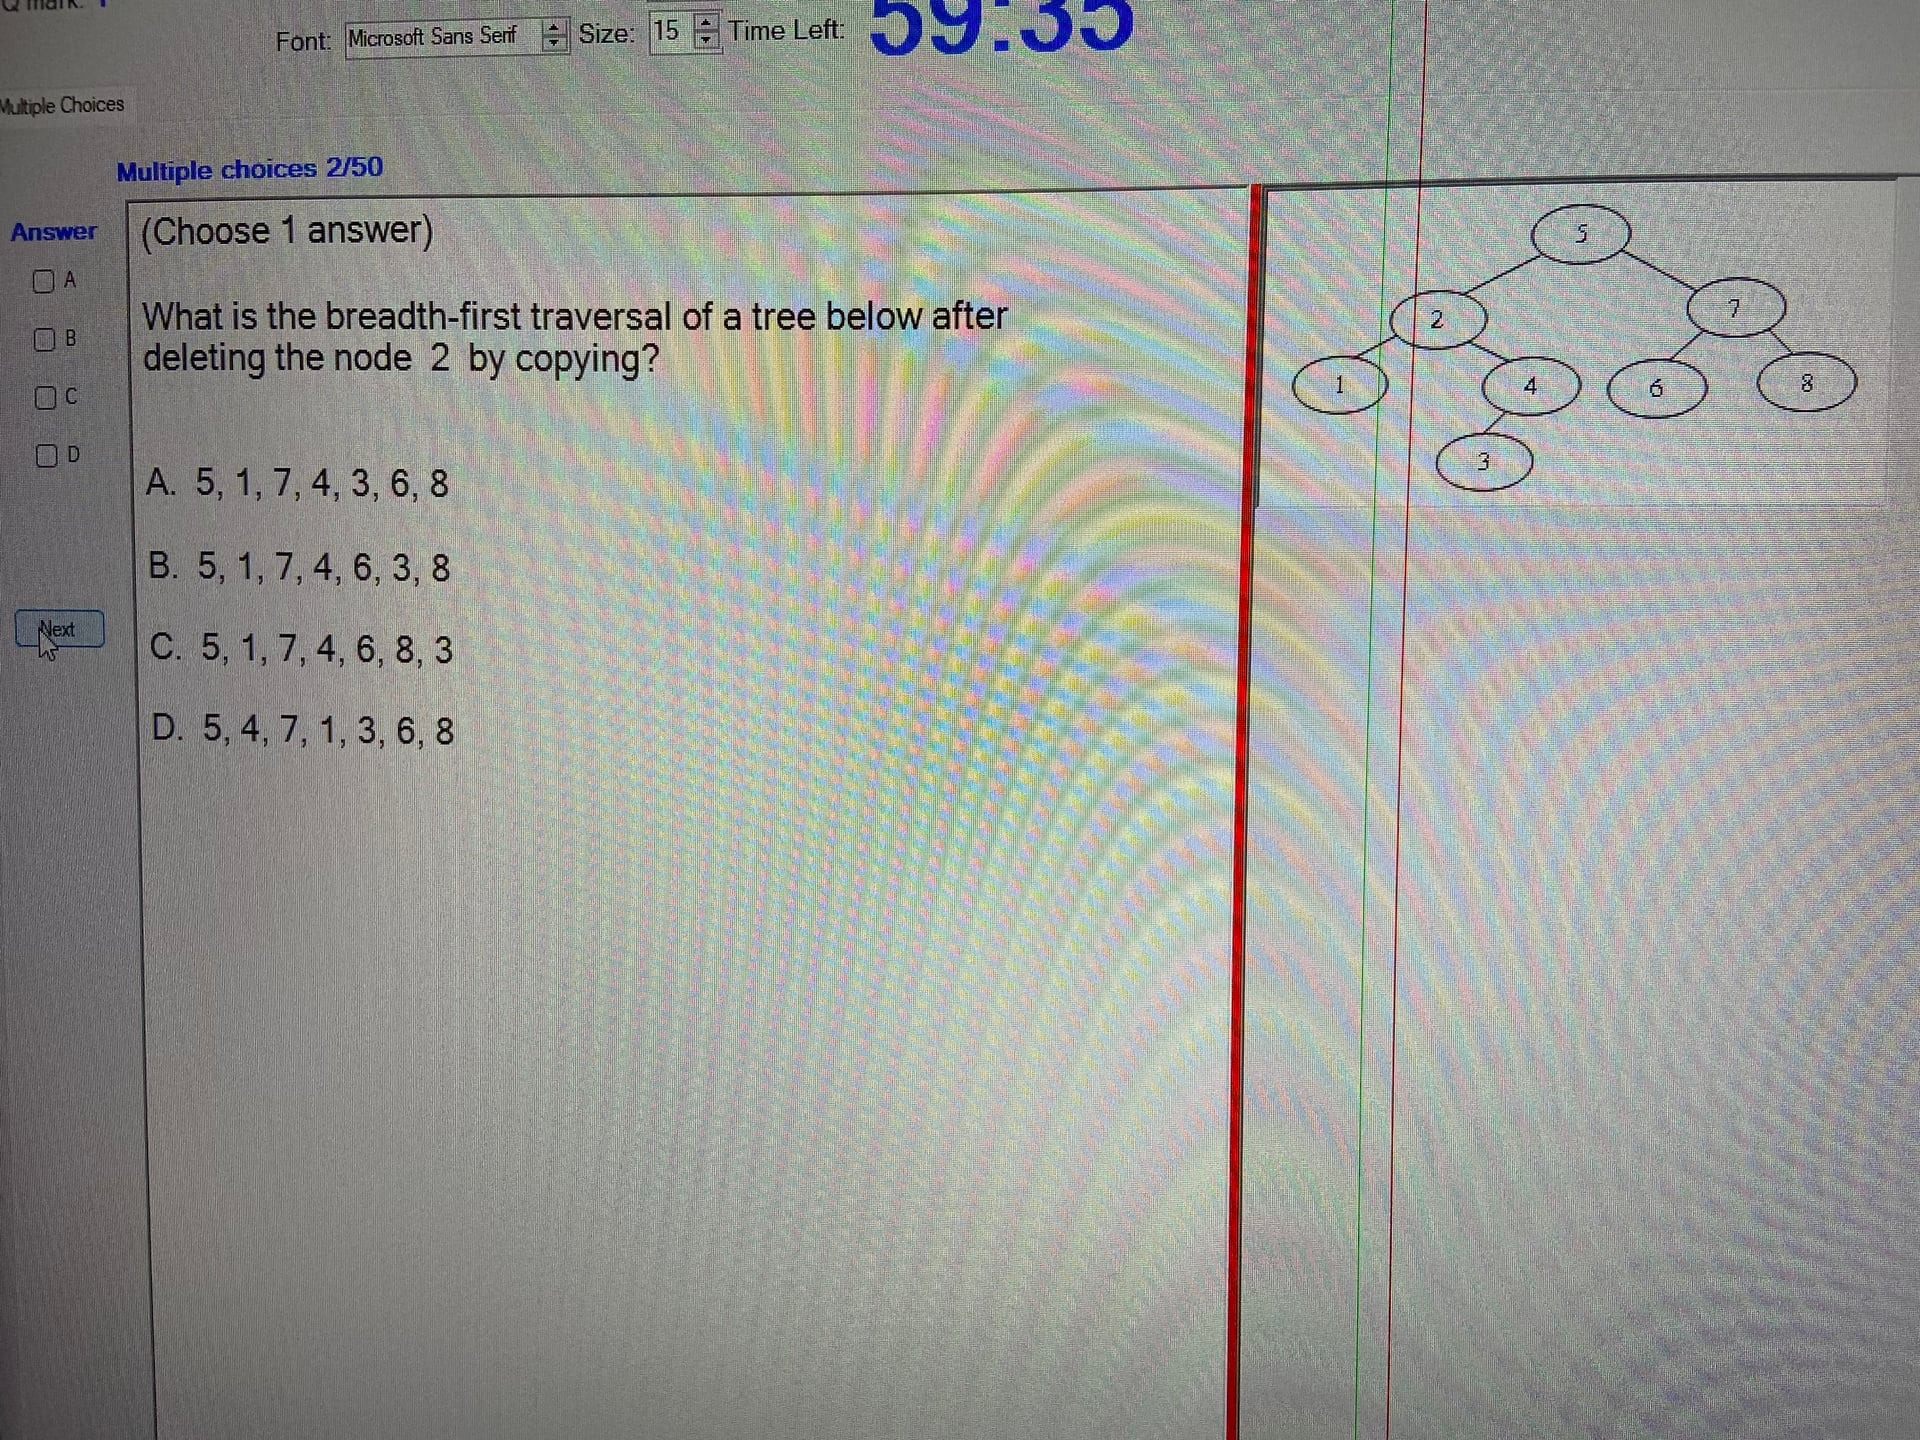 Q mark: 1
Font: Microsoft Sans Serif Size: 15 Time Left: 59:35
Multiple Choices
Multiple choices 2/50
Answer
A
B
C
D
Next
(Choose 1 answer)
What is the breadth-first traversal of a tree below after
deleting the node 2 by copying?
A. 5, 1, 7, 4, 3, 6, 8
B. 5, 1, 7, 4, 6, 3, 8
C. 5, 1, 7, 4, 6, 8, 3
D. 5, 4, 7, 1, 3, 6, 8
5
2 7
1 4 6 8
3